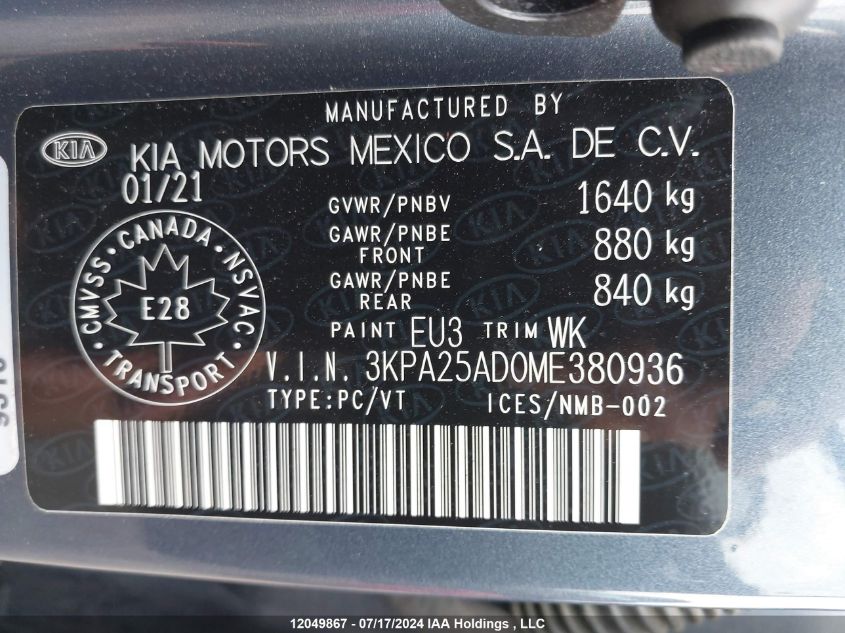 MANUFACTURED BY
KIA KIA MOTORS MEXICO S.A. DE C.V.
01/21
GVWR/PNBV 1640 kg
GAWR/PNBE FRONT 880 kg
GAWR/PNBE REAR 840 kg
CMVSS · CANADA · NSVAC · TRANSPORT ·
E28
PAINT EU3 TRIM WK
V.I.N. 3KPA25AD0ME380936
TYPE:PC/VT ICES/NMB-002
12049867 - 07/17/2024 IAA Holdings, LLC